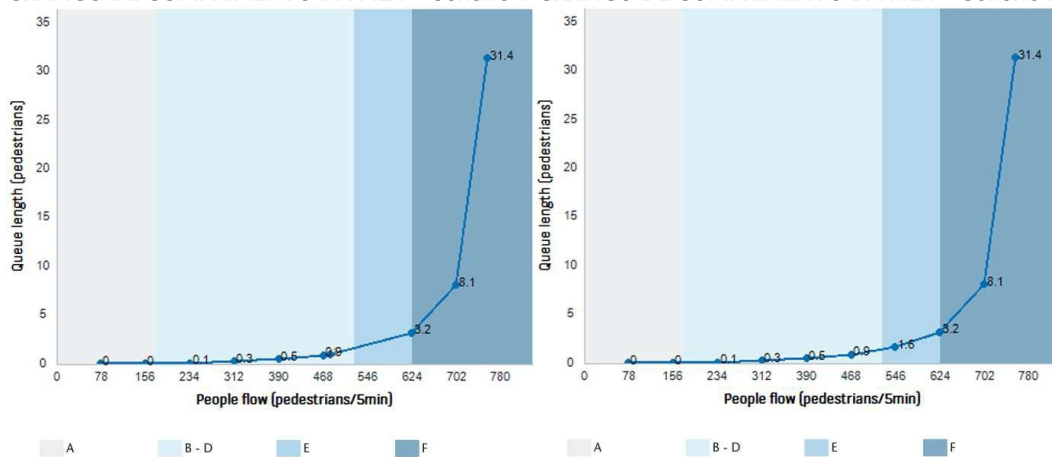 35
30
25
20
15
10
5
0
Queue length (pedestrians)
0 0 0.1 0.3 0.5 0.9 3.2 8.1 31.4
0 78 156 234 312 390 468 546 624 702 780
People flow (pedestrians/5min)
A B - D E F
35
30
25
20
15
10
5
0
Queue length (pedestrians)
0 0 0.1 0.3 0.5 0.9 1.6 3.2 8.1 31.4
0 78 156 234 312 390 468 546 624 702 780
People flow (pedestrians/5min)
A B - D E F